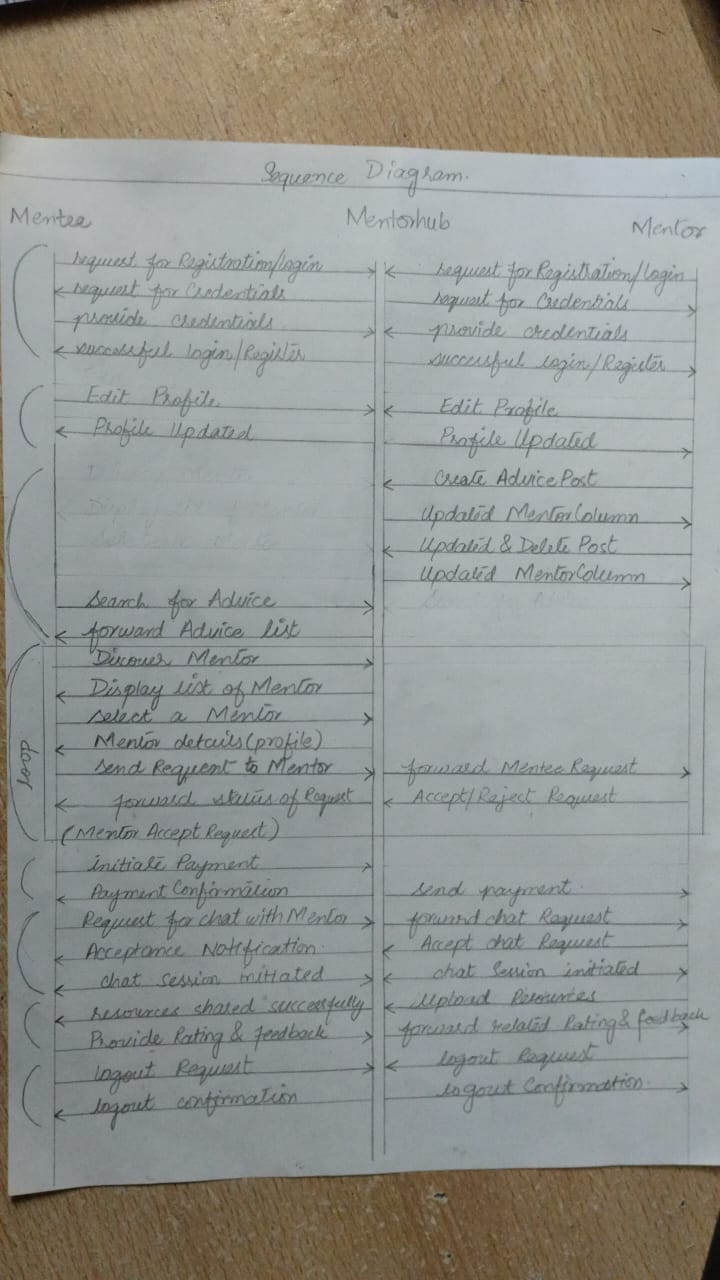 Sequence Diagram.
Mentee Mentorhub Mentor
request for Registration/login request for Registration/Login
request for Credentials request for Credentials
provide credentials provide credentials
successful login/Register successful login/Register
Edit Profile Edit Profile
Profile Updated Profile Updated
Create Advice Post
Updated Mentor Column
Updated & Delete Post
Updated Mentor Column
Search for Advice
forward Advice list
Discover Mentor
Display list of Mentor
select a Mentor
Mentor details (profile)
Send Request to Mentor forward Mentee Request
forward status of Request Accept/Reject Request
(Mentor Accept Request)
initiate Payment
Payment Confirmation send payment
Request for chat with Mentor forward chat Request
Acceptance Notification. Accept chat Request
chat session initiated chat session initiated
resources shared successfully Upload Resources
Provide Rating & feedback forward related Rating & feedback
logout Request logout Request
logout confirmation logout Confirmation.